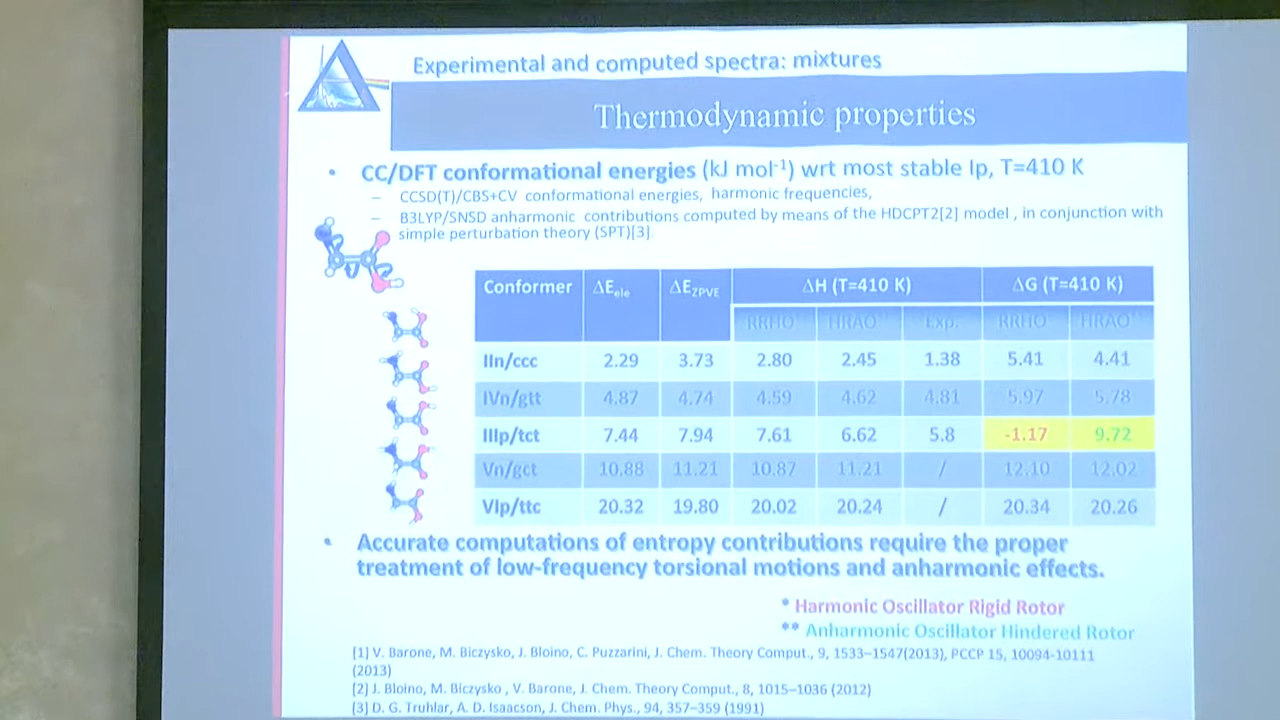 Experimental and computed spectra: mixtures
Thermodynamic properties
• CC/DFT conformational energies (kJ mol-1) wrt most stable Ip, T=410 K
– CCSD(T)/CBS+CV conformational energies, harmonic frequencies,
– B3LYP/SNSD anharmonic contributions computed by means of the HDCPT2[2] model , in conjunction with
simple perturbation theory (SPT)[3].
Conformer ΔEele ΔEZPVE ΔH (T=410 K) ΔG (T=410 K)
RRHO* HRAO** Exp. RRHO* HRAO**
IIn/ccc 2.29 3.73 2.80 2.45 1.38 5.41 4.41
IVn/gtt 4.87 4.74 4.59 4.62 4.81 5.97 5.78
IIIp/tct 7.44 7.94 7.61 6.62 5.8 -1.17 9.72
Vn/gct 10.88 11.21 10.87 11.21 / 12.10 12.02
VIp/ttc 20.32 19.80 20.02 20.24 / 20.34 20.26
• Accurate computations of entropy contributions require the proper
treatment of low-frequency torsional motions and anharmonic effects.
* Harmonic Oscillator Rigid Rotor
** Anharmonic Oscillator Hindered Rotor
[1] V. Barone, M. Biczysko, J. Bloino, C. Puzzarini, J. Chem. Theory Comput., 9, 1533–1547(2013), PCCP 15, 10094-10111
(2013)
[2] J. Bloino, M. Biczysko , V. Barone, J. Chem. Theory Comput., 8, 1015–1036 (2012)
[3] D. G. Truhlar, A. D. Isaacson, J. Chem. Phys., 94, 357–359 (1991)